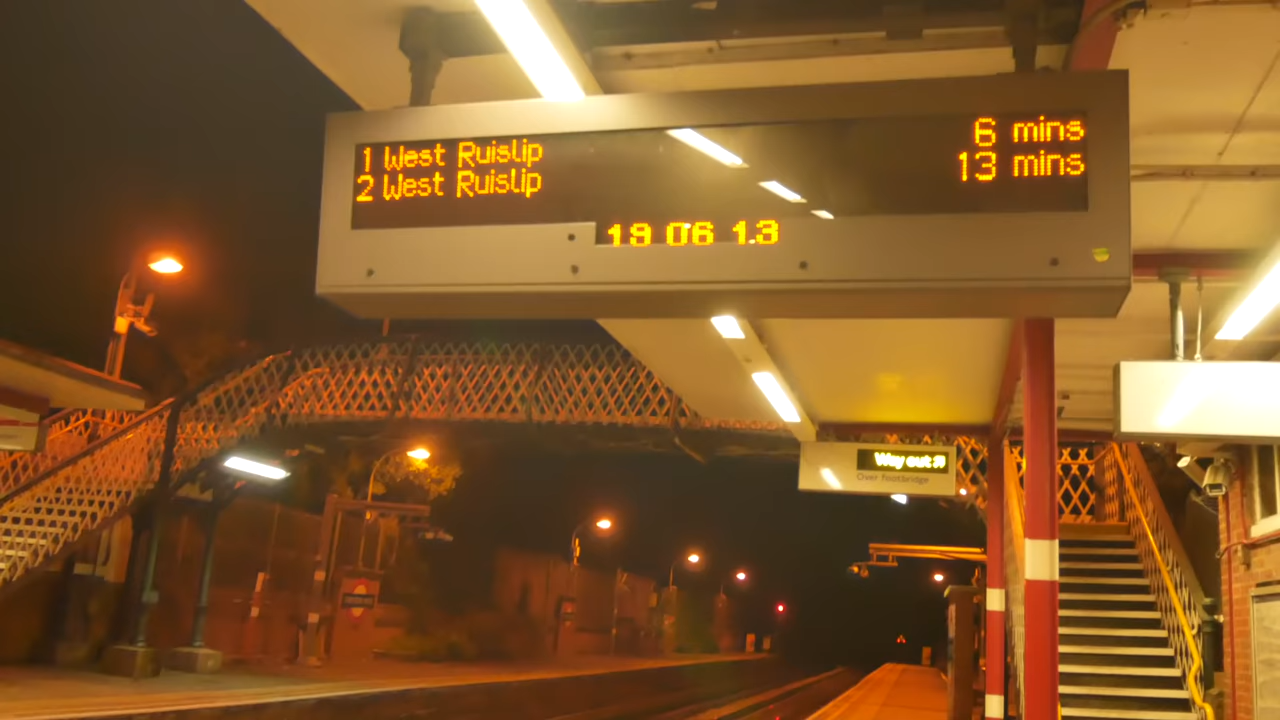 1 West Ruislip 6 mins
2 West Ruislip 13 mins
19 06 13
Way out
Over footbridge